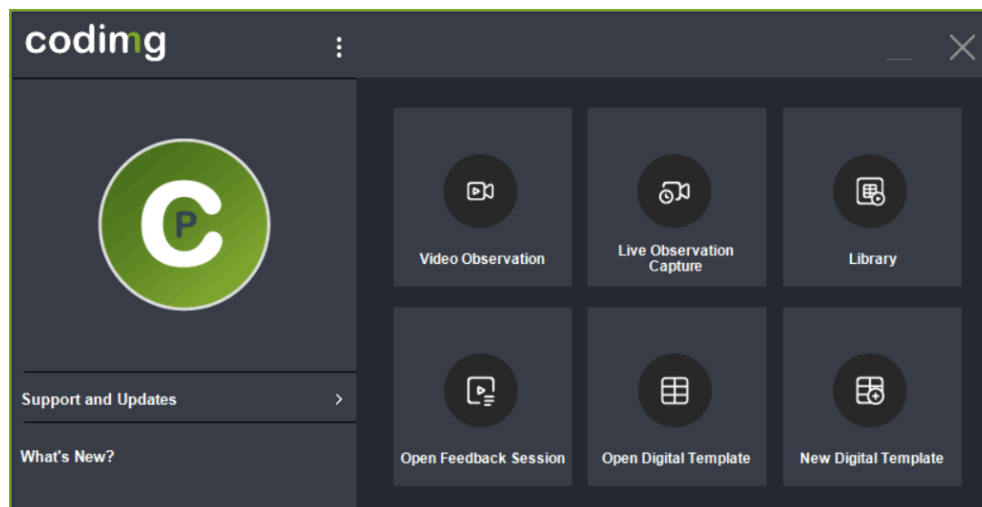 codimg
C
P
Support and Updates
What's New?
Video Observation
Live Observation
Capture
Library
Open Feedback Session
Open Digital Template
New Digital Template